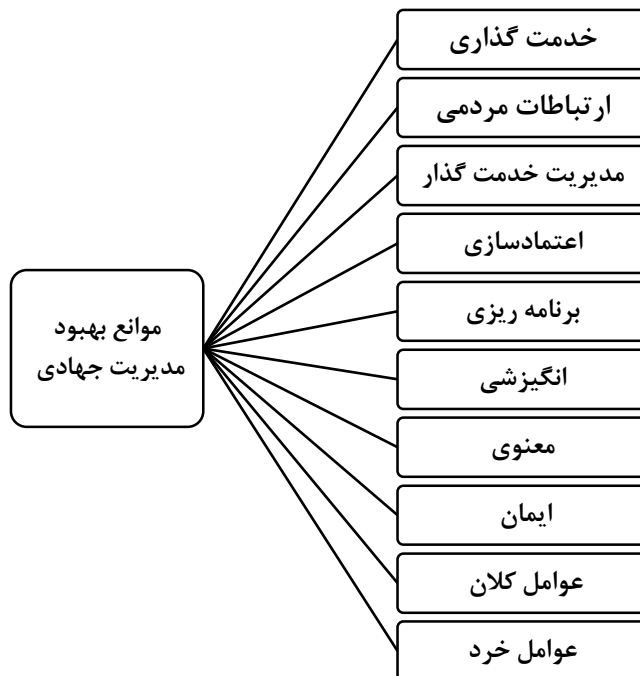 موانع بهبود
مدیریت جهادی
خدمت گذاری
ارتباطات مردمی
مدیریت خدمت گذار
اعتمادسازی
برنامه ریزی
انگیزشی
معنوی
ایمان
عوامل کلان
عوامل خرد